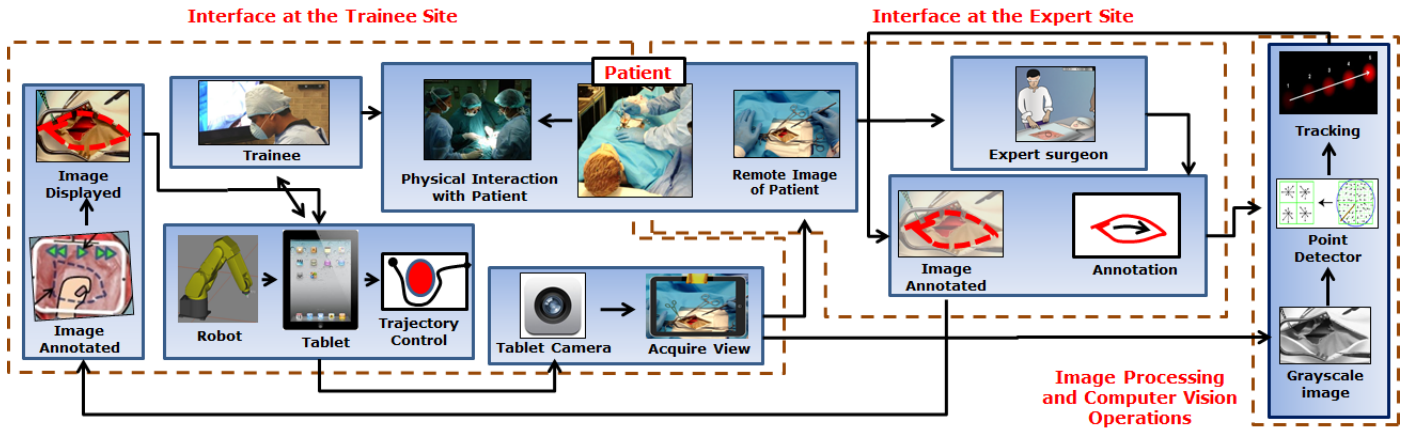 Interface at the Trainee Site
Interface at the Expert Site
Patient
Image
Displayed
Image
Annotated
Trainee
Physical Interaction
with Patient
Remote Image
of Patient
Robot
Tablet
Trajectory
Control
Tablet Camera
Acquire View
Expert surgeon
Image
Annotated
Annotation
Tracking
Point
Detector
Grayscale
image
Image Processing
and Computer Vision
Operations